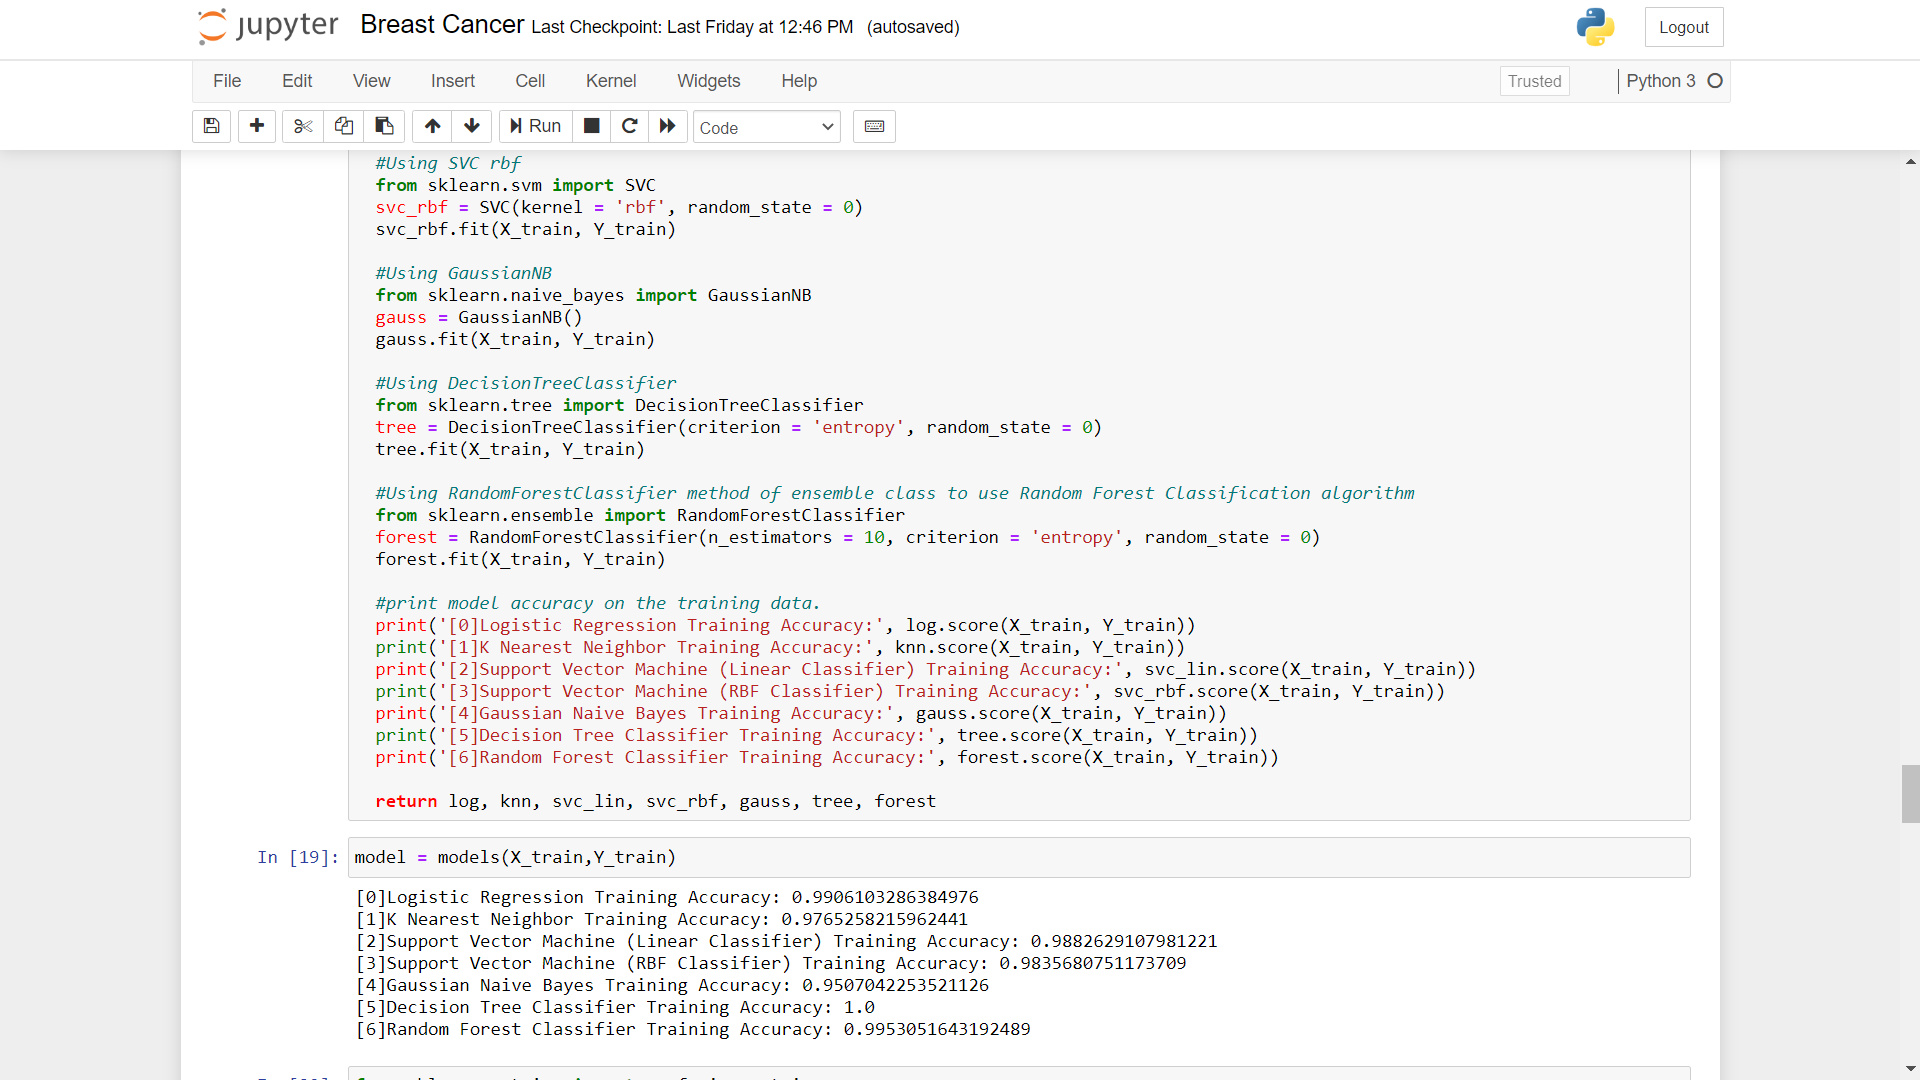 jupyter Breast Cancer Last Checkpoint: Last Friday at 12:46 PM (autosaved) Logout
File Edit View Insert Cell Kernel Widgets Help Trusted Python 3
Run Code
#Using SVC rbf
from sklearn.svm import SVC
svc_rbf = SVC(kernel = 'rbf', random_state = 0)
svc_rbf.fit(X_train, Y_train)
#Using GaussianNB
from sklearn.naive_bayes import GaussianNB
gauss = GaussianNB()
gauss.fit(X_train, Y_train)
#Using DecisionTreeClassifier
from sklearn.tree import DecisionTreeClassifier
tree = DecisionTreeClassifier(criterion = 'entropy', random_state = 0)
tree.fit(X_train, Y_train)
#Using RandomForestClassifier method of ensemble class to use Random Forest Classification algorithm
from sklearn.ensemble import RandomForestClassifier
forest = RandomForestClassifier(n_estimators = 10, criterion = 'entropy', random_state = 0)
forest.fit(X_train, Y_train)
#print model accuracy on the training data.
print('[0]Logistic Regression Training Accuracy:', log.score(X_train, Y_train))
print('[1]K Nearest Neighbor Training Accuracy:', knn.score(X_train, Y_train))
print('[2]Support Vector Machine (Linear Classifier) Training Accuracy:', svc_lin.score(X_train, Y_train))
print('[3]Support Vector Machine (RBF Classifier) Training Accuracy:', svc_rbf.score(X_train, Y_train))
print('[4]Gaussian Naive Bayes Training Accuracy:', gauss.score(X_train, Y_train))
print('[5]Decision Tree Classifier Training Accuracy:', tree.score(X_train, Y_train))
print('[6]Random Forest Classifier Training Accuracy:', forest.score(X_train, Y_train))
return log, knn, svc_lin, svc_rbf, gauss, tree, forest
In [19]: model = models(X_train,Y_train)
[0]Logistic Regression Training Accuracy: 0.9906103286384976
[1]K Nearest Neighbor Training Accuracy: 0.9765258215962441
[2]Support Vector Machine (Linear Classifier) Training Accuracy: 0.9882629107981221
[3]Support Vector Machine (RBF Classifier) Training Accuracy: 0.9835680751173709
[4]Gaussian Naive Bayes Training Accuracy: 0.9507042253521126
[5]Decision Tree Classifier Training Accuracy: 1.0
[6]Random Forest Classifier Training Accuracy: 0.9953051643192489